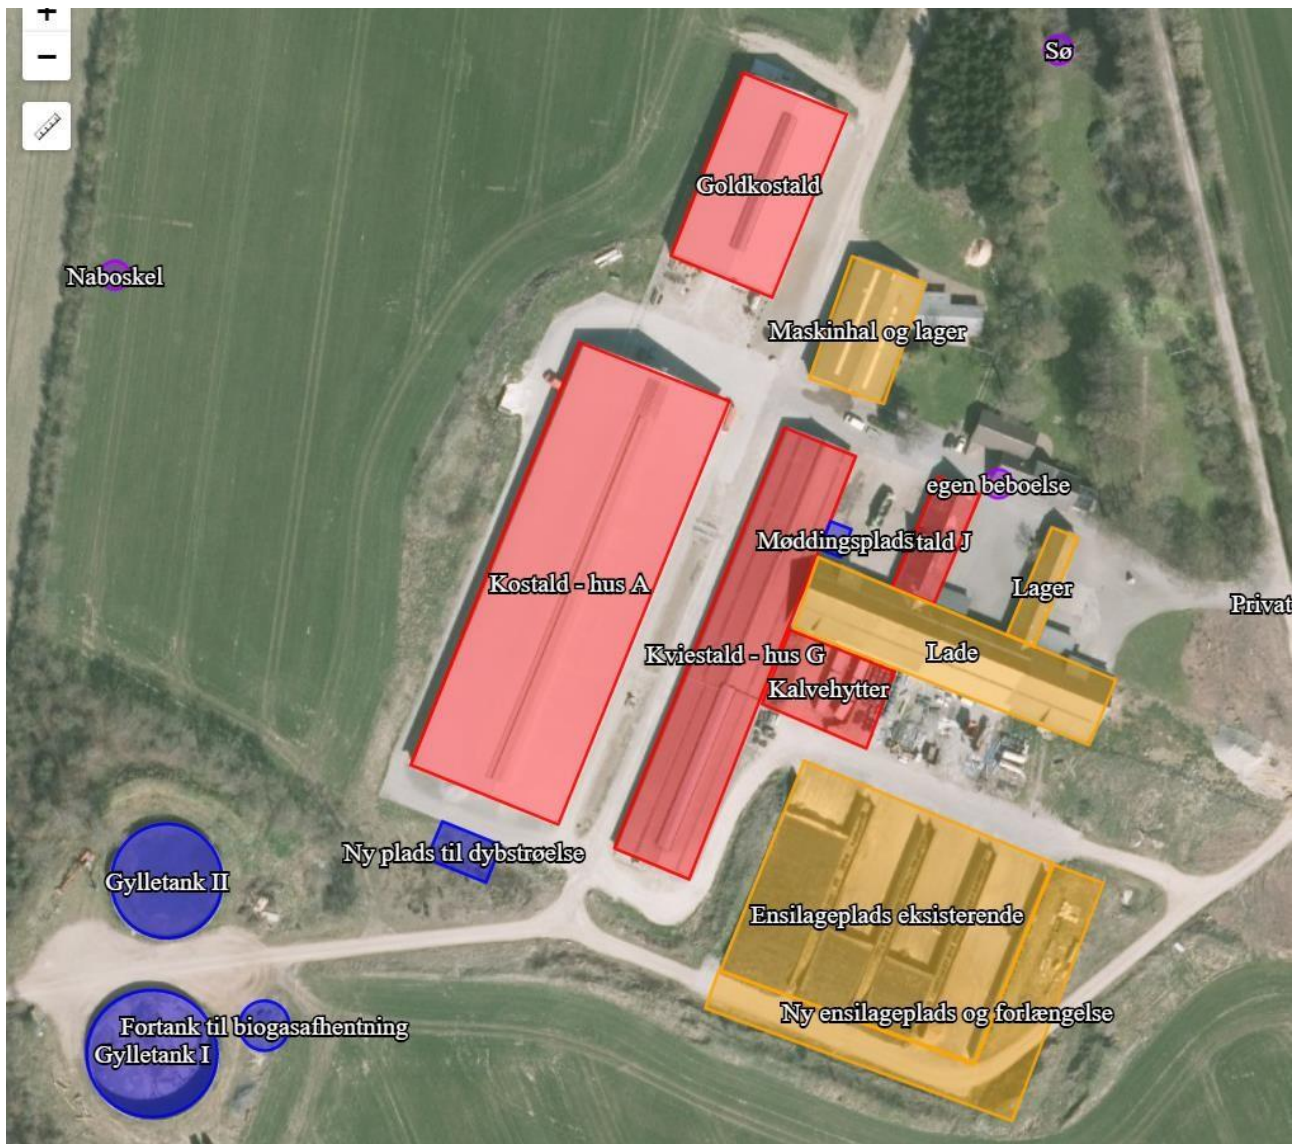 +
−
Sø
Goldkostald
Naboskel
Maskinhal og lager
egen beboelse
Møddingsplads
tald J
Kostald - hus A
Lager
Privat
Kviestald - hus G
Lade
Kalvehytter
Ny plads til dybstrøelse
Gylletank II
Ensilageplads eksisterende
Ny ensilageplads og forlængelse
Fortank til biogasafhentning
Gylletank I